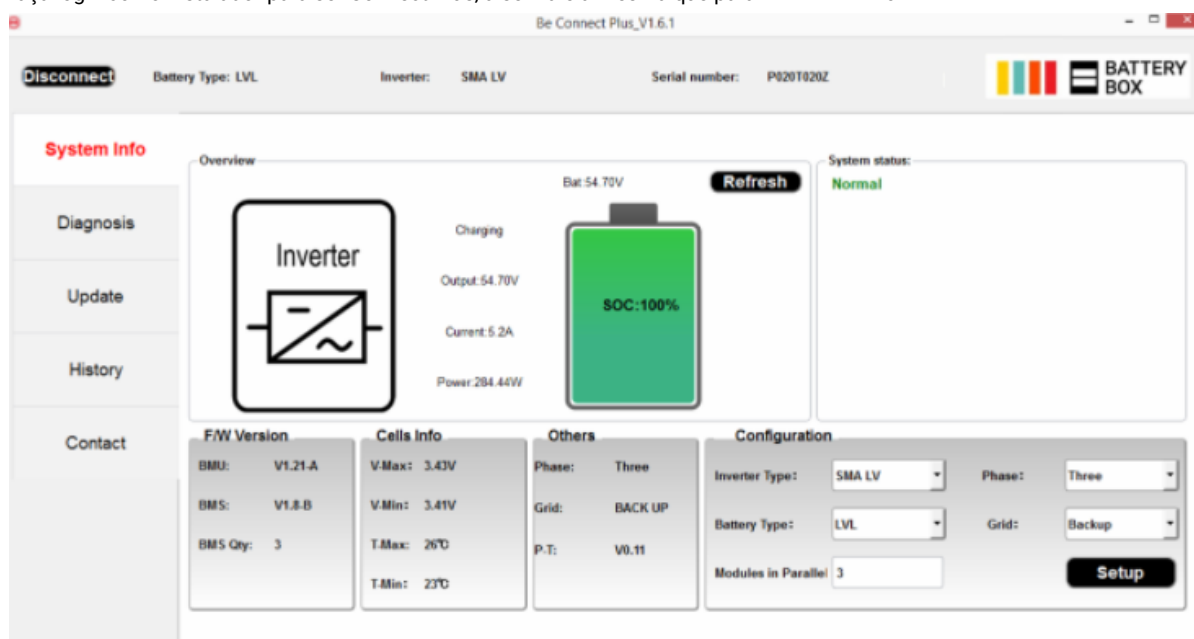 Be Connect Plus_V1.6.1
Disconnect Battery Type: LVL Inverter: SMA LV Serial number: P020T020Z
BATTERY
BOX
System Info
Diagnosis
Update
History
Contact
Overview
Inverter
Charging
Output:54.70V
Current:5.2A
Power:284.44W
Bat:54.70V
Refresh
SOC:100%
System status:
Normal
F/W Version
BMU: V1.21-A
BMS: V1.8-B
BMS Qty: 3
Cells Info
V-Max: 3.43V
V-Min: 3.41V
T-Max: 26℃
T-Min: 23℃
Others
Phase: Three
Grid: BACK UP
P-T: V0.11
Configuration
Inverter Type: SMA LV Phase: Three
Battery Type: LVL Grid: Backup
Modules in Parallel 3 Setup